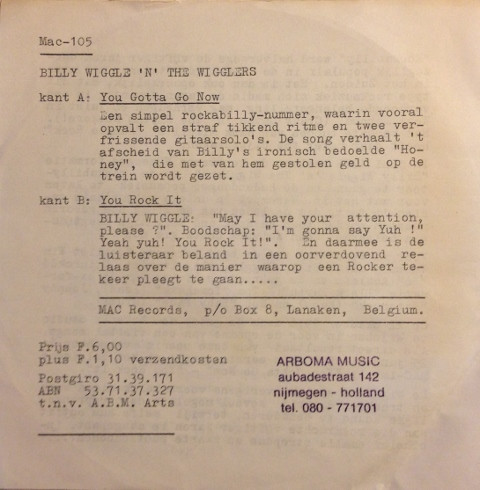 Mac-105
BILLY WIGGLE 'N' THE WIGGLERS
kant A: You Gotta Go Now
Een simpel rockabilly-nummer, waarin vooral
opvalt een straf tikkend ritme en twee ver-
frissende gitaarsolo's. De song verhaalt 't
afscheid van Billy's ironisch bedoelde "Ho-
ney", die met van hem gestolen geld op de
trein wordt gezet.
kant B: You Rock It
BILLY WIGGLE: "May I have your attention,
please ?". Boodschap: "I'm gonna say Yuh !"
Yeah yuh! You Rock It!". En daarmee is de
luisteraar beland in een oorverdovend re-
laas over de manier waarop een Rocker te-
keer pleegt te gaan.....
MAC Records, p/o Box 8, Lanaken, Belgium.
Prijs F.6,00
plus F.1,10 verzendkosten
Postgiro 31.39.171
ABN 53.71.37.327
t.n.v. A.B.M. Arts
ARBOMA MUSIC
aubadestraat 142
nijmegen - holland
tel. 080 - 771701